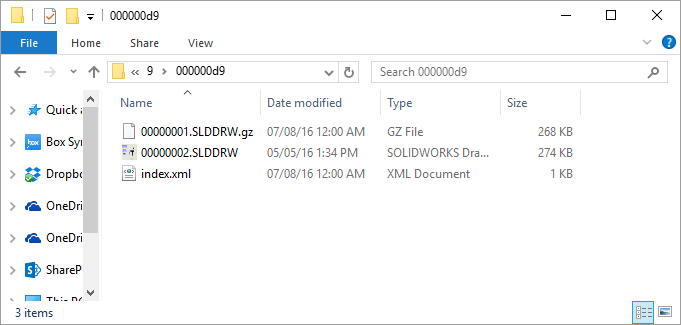 000000d9
File Home Share View
9 000000d9 Search 000000d9
Name Date modified Type Size
Quick a
00000001.SLDDRW.gz 07/08/16 12:00 AM GZ File 268 KB
Box Syn
00000002.SLDDRW 05/05/16 1:34 PM SOLIDWORKS Dra... 274 KB
Dropbo
index.xml 07/08/16 12:00 AM XML Document 1 KB
OneDri
OneDri
ShareP
This PC
3 items